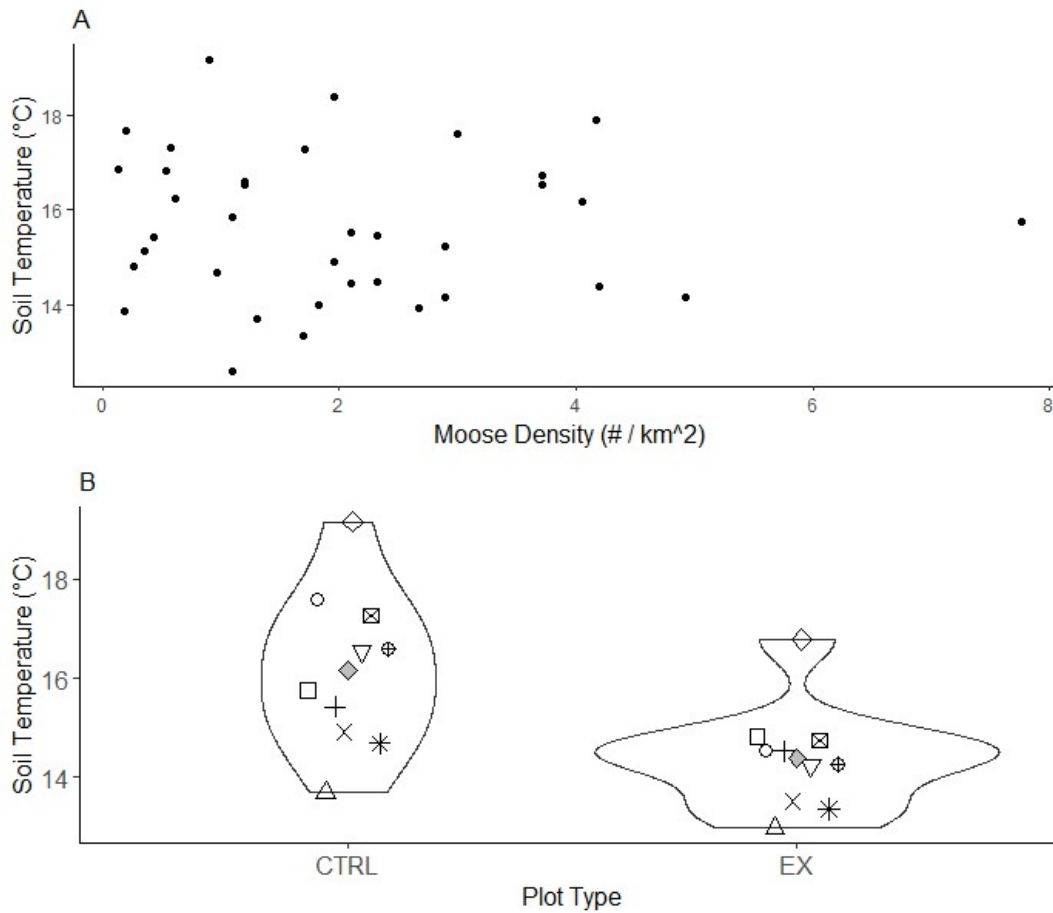 A
Soil Temperature (°C)
18
16
14
0 2 4 6 8
Moose Density (# / km^2)
B
Soil Temperature (°C)
18
16
14
CTRL EX
Plot Type